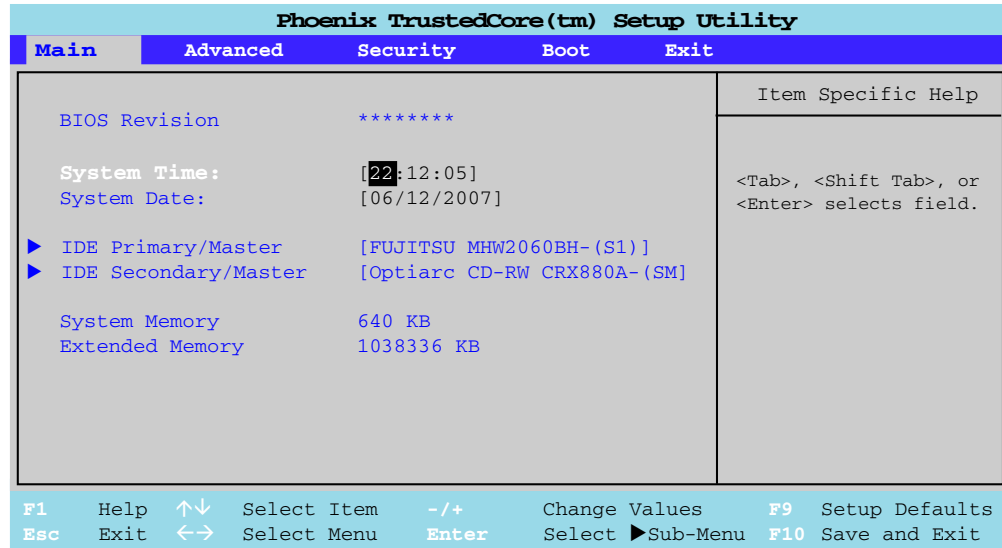 Phoenix TrustedCore(tm) Setup Utility
Main Advanced Security Boot Exit
Item Specific Help
BIOS Revision ********
System Time: [22:12:05]
<Tab>, <Shift Tab>, or
System Date: [06/12/2007]
<Enter> selects field.
▶ IDE Primary/Master [FUJITSU MHW2060BH-(S1)]
▶ IDE Secondary/Master [Optiarc CD-RW CRX880A-(SM]
System Memory 640 KB
Extended Memory 1038336 KB
F1 Help ↑↓ Select Item -/+ Change Values F9 Setup Defaults
Esc Exit ←→ Select Menu Enter Select ▶Sub-Menu F10 Save and Exit